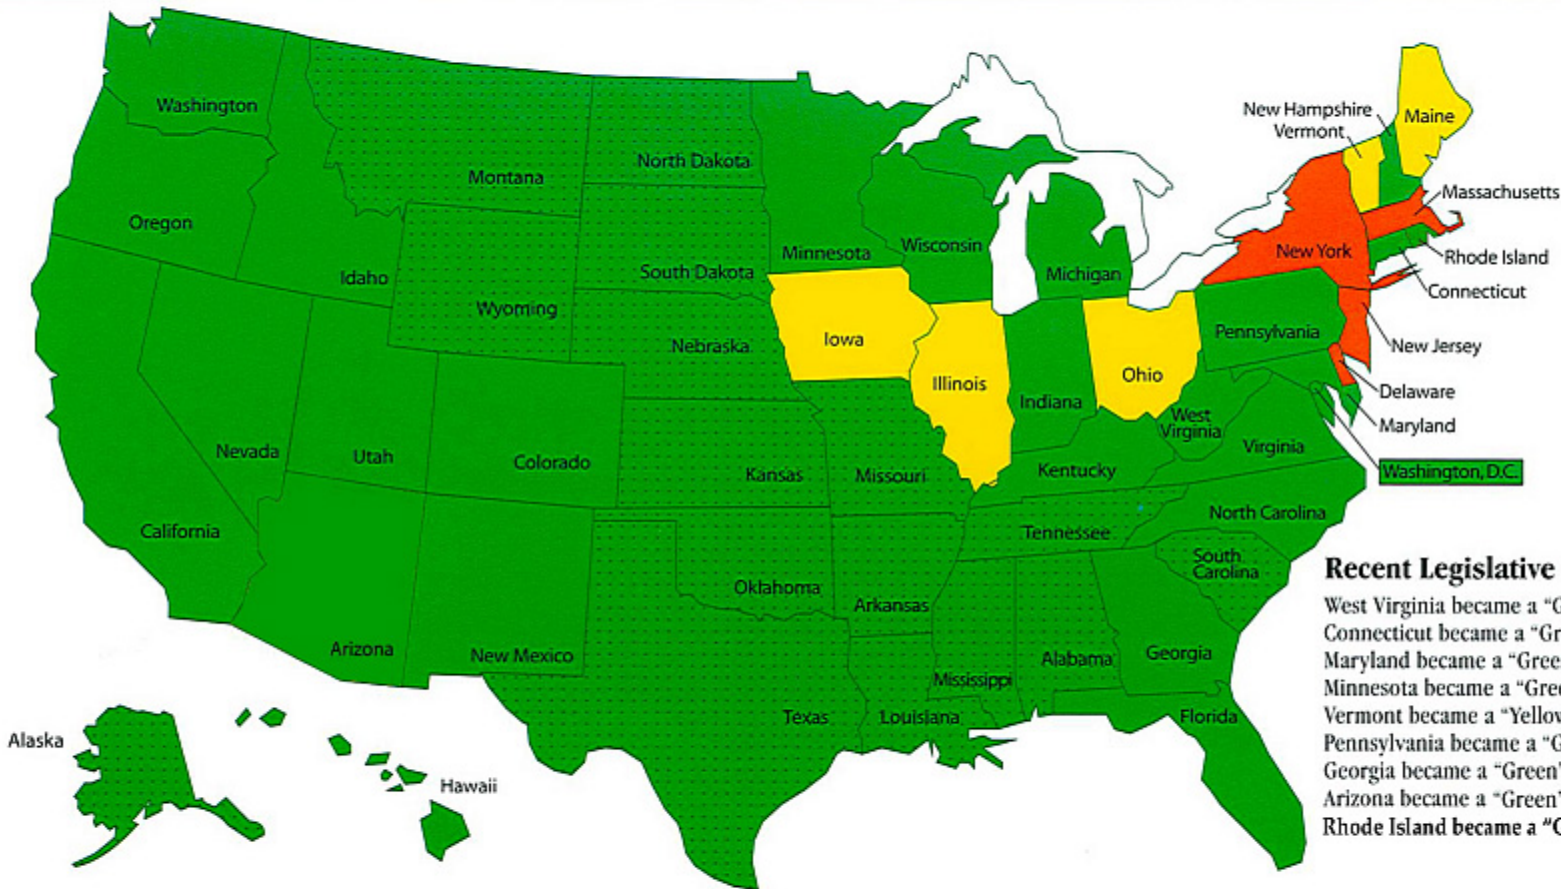 Washington
Montana
North Dakota
Oregon
Idaho
Wyoming
South Dakota
Minnesota
Wisconsin
Michigan
New Hampshire
Vermont
Maine
Massachusetts
New York
Rhode Island
Connecticut
Nebraska
Iowa
Illinois
Indiana
Ohio
Pennsylvania
New Jersey
Delaware
Maryland
Nevada
Utah
Colorado
Kansas
Missouri
Kentucky
West
Virginia
Virginia
Washington, D.C.
California
Arizona
New Mexico
Oklahoma
Arkansas
Tennessee
North Carolina
South
Carolina
Texas
Louisiana
Mississippi
Alabama
Georgia
Florida
Alaska
Hawaii
Recent Legislative
West Virginia became a "G
Connecticut became a "Gr
Maryland became a "Gree
Minnesota became a "Gree
Vermont became a "Yellow
Pennsylvania became a "G
Georgia became a "Green"
Arizona became a "Green"
Rhode Island became a "G